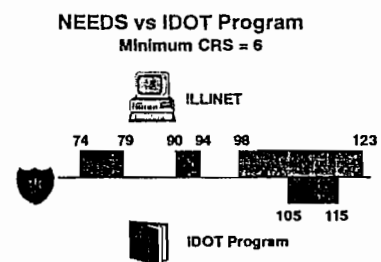 NEEDS vs IDOT Program
Minimum CRS = 6
ILLINET
74 79 90 94 98 123
105 115
IDOT Program